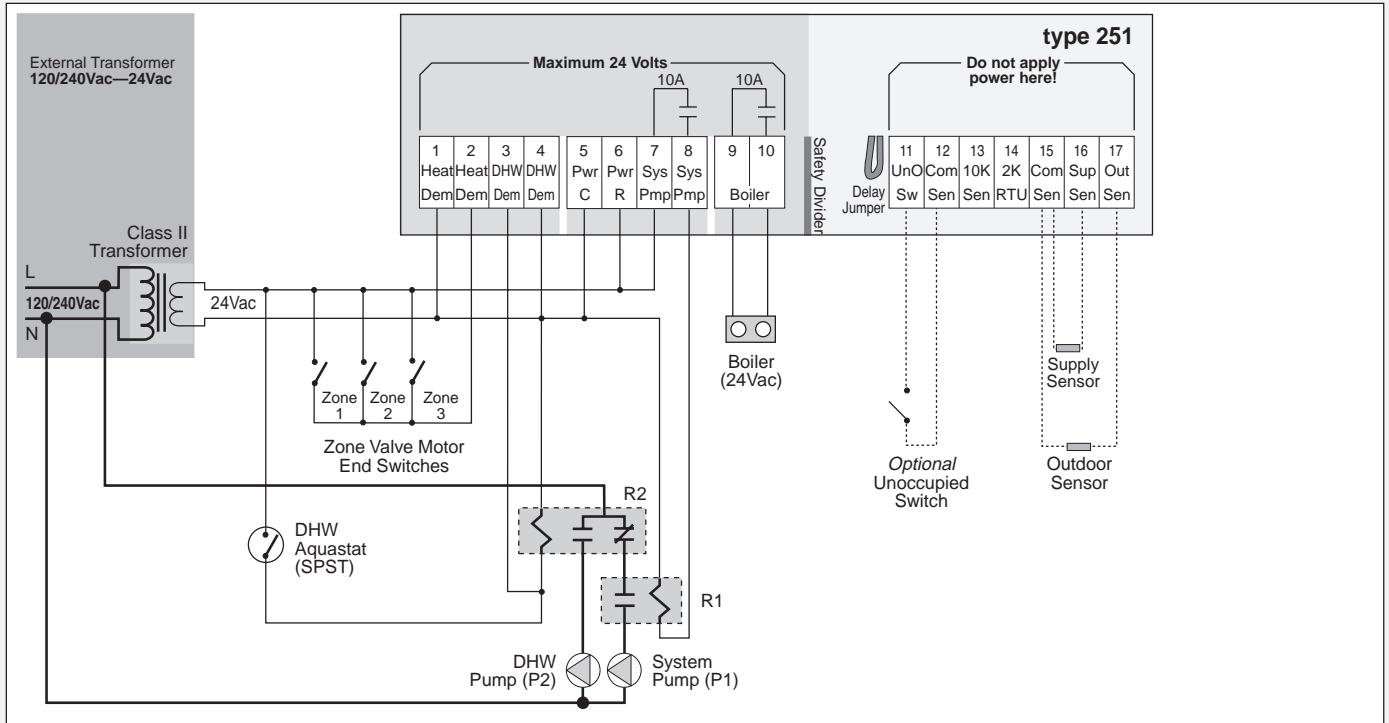 External Transformer
120/240Vac—24Vac
type 251
Maximum 24 Volts
Do not apply
power here!
10A
10A
1 2 3 4 5 6 7 8 9 10
Heat Heat DHW DHW Pwr Pwr Sys Sys
Dem Dem Dem Dem C R Pmp Pmp Boiler
Safety Divider
Delay
Jumper
11 12 13 14 15 16 17
UnO Com 10K 2K Com Sup Out
Sw Sen Sen RTU Sen Sen Sen
Class II
Transformer
L
120/240Vac
N
24Vac
Zone
1
Zone
2
Zone
3
Zone Valve Motor
End Switches
Boiler
(24Vac)
Supply
Sensor
Optional
Unoccupied
Switch
Outdoor
Sensor
R2
DHW
Aquastat
(SPST)
R1
DHW
Pump (P2)
System
Pump (P1)